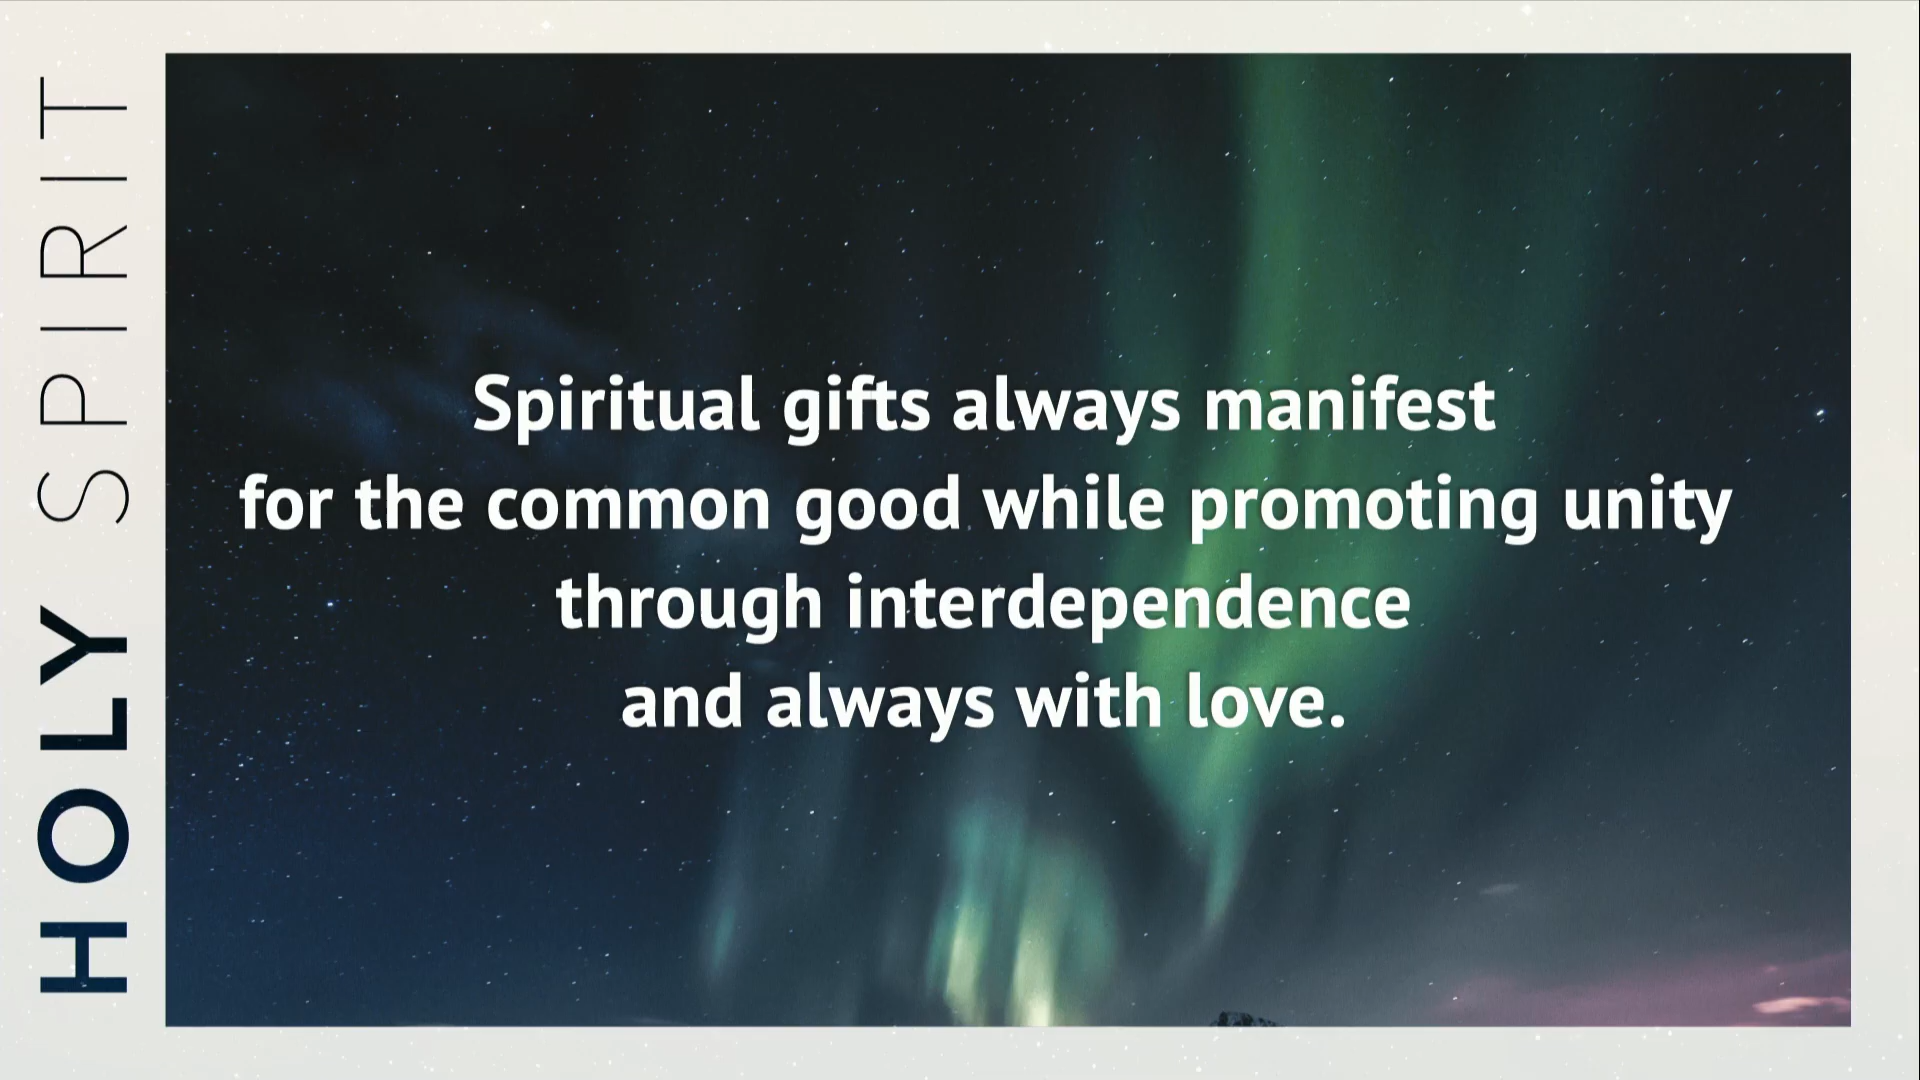 HOLY SPIRIT
Spiritual gifts always manifest
for the common good while promoting unity
through interdependence
and always with love.